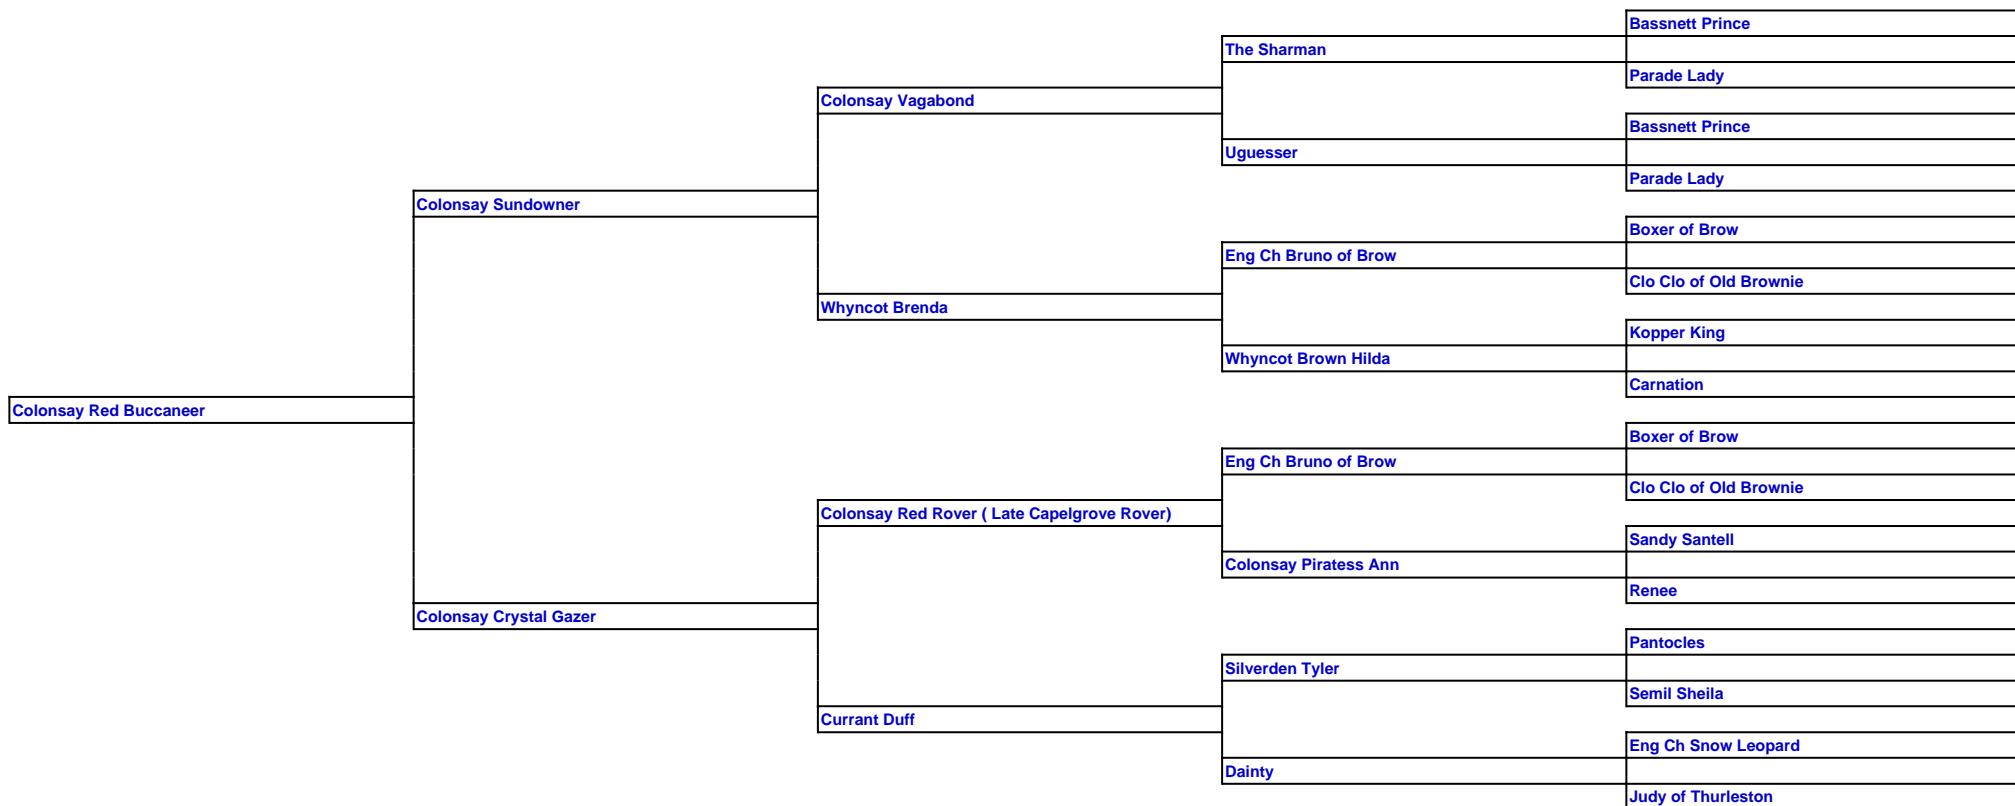 Bassnett Prince
The Sharman
Parade Lady
Colonsay Vagabond
Bassnett Prince
Uguesser
Parade Lady
Colonsay Sundowner
Boxer of Brow
Eng Ch Bruno of Brow
Clo Clo of Old Brownie
Whyncot Brenda
Kopper King
Whyncot Brown Hilda
Carnation
Colonsay Red Buccaneer
Boxer of Brow
Eng Ch Bruno of Brow
Clo Clo of Old Brownie
Colonsay Red Rover ( Late Capelgrove Rover)
Sandy Santell
Colonsay Piratess Ann
Renee
Colonsay Crystal Gazer
Pantocles
Silverden Tyler
Semil Sheila
Currant Duff
Eng Ch Snow Leopard
Dainty
Judy of Thurleston